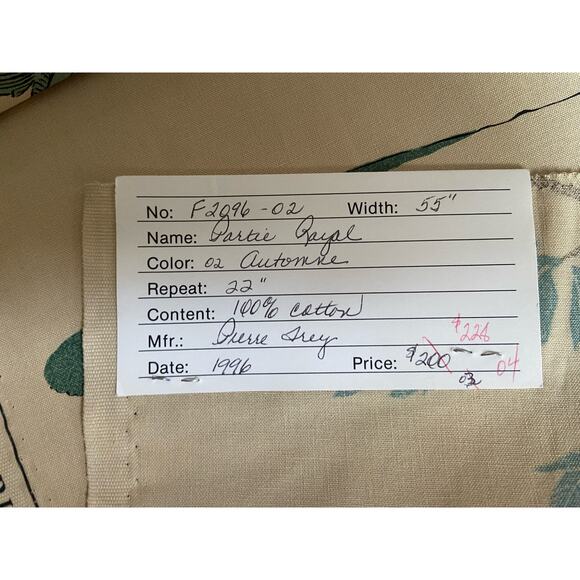 No: F2096-02 Width: 55"
Name: Partie Royal
Color: 02 Automne
Repeat: 22"
Content: 100% cotton
Mfr.: Pierre Frey
$228
Date: 1996 Price: $200 04
02